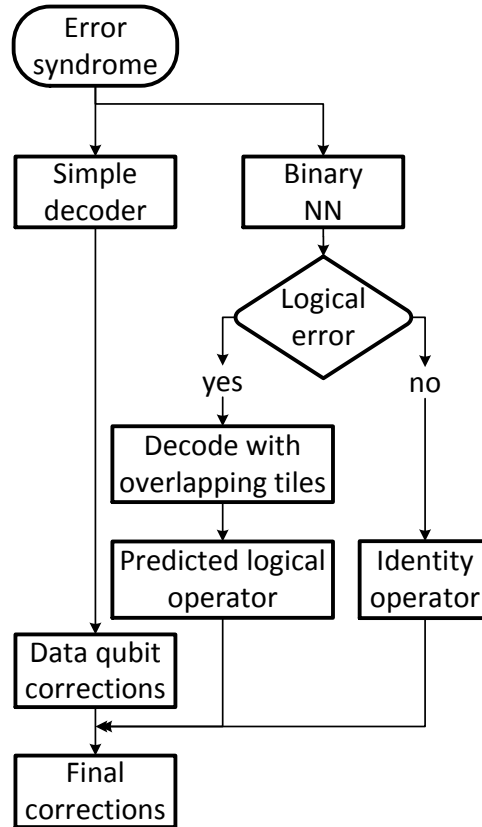 Error
syndrome
Simple
decoder
Binary
NN
Logical
error
yes
no
Decode with
overlapping tiles
Predicted logical
operator
Identity
operator
Data qubit
corrections
Final
corrections